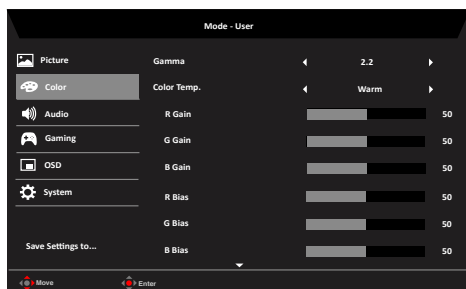 Mode - User
Picture
Color
Audio
Gaming
OSD
System
Save Settings to...
Gamma 2.2
Color Temp. Warm
R Gain 50
G Gain 50
B Gain 50
R Bias 50
G Bias 50
B Bias 50
Move Enter